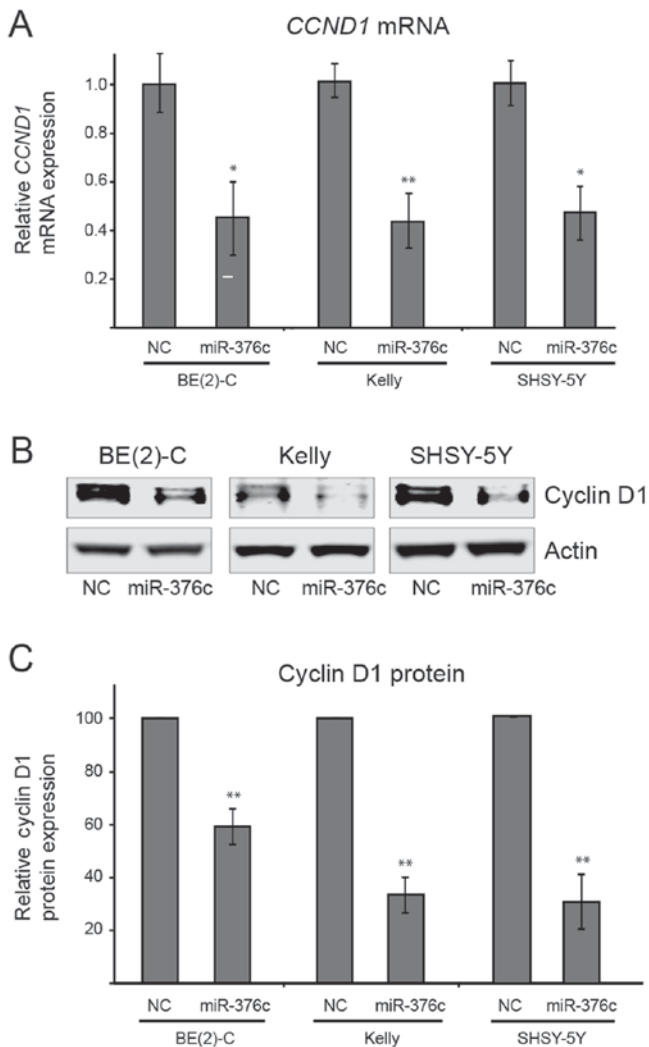 A
CCND1 mRNA
Relative CCND1
mRNA expression
1.0
0.8
0.6
0.4
0.2
*
**
*
NC miR-376c NC miR-376c NC miR-376c
BE(2)-C Kelly SHSY-5Y
B
BE(2)-C Kelly SHSY-5Y
Cyclin D1
Actin
NC miR-376c NC miR-376c NC miR-376c
C
Cyclin D1 protein
Relative cyclin D1
protein expression
100
80
60
40
20
**
**
**
NC miR-376c NC miR-376c NC miR-376c
BE(2)-C Kelly SHSY-5Y